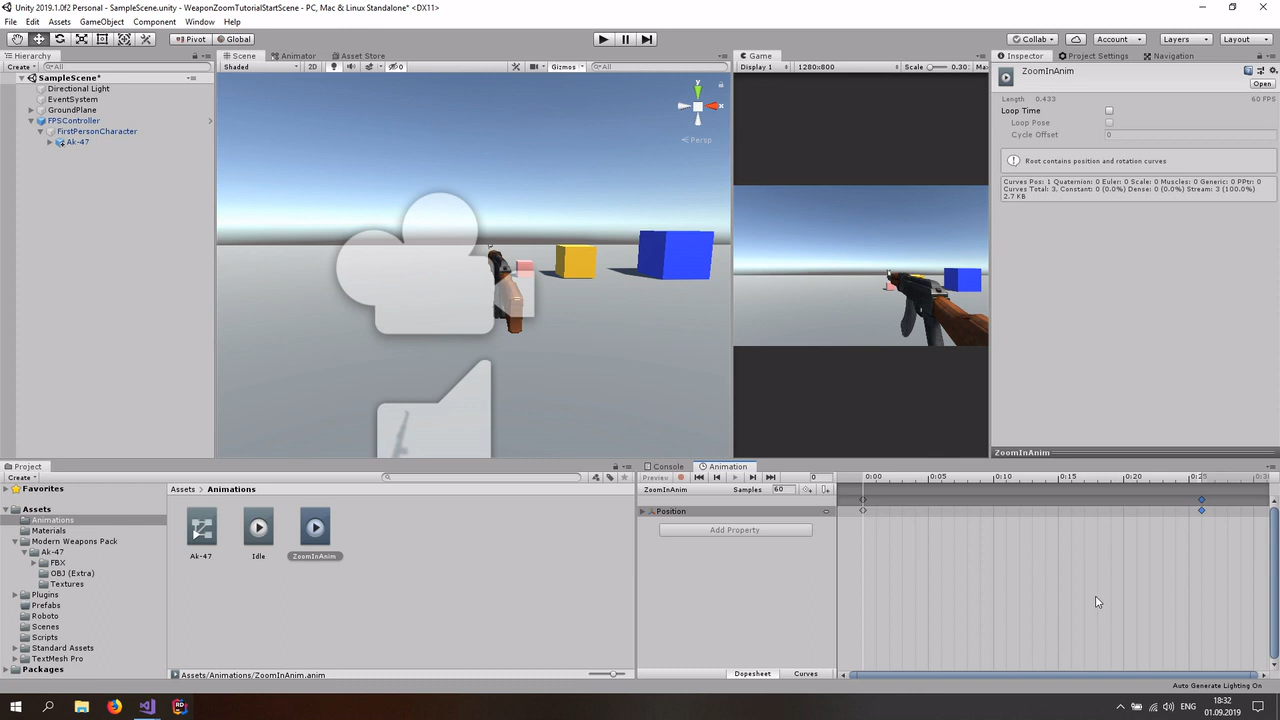 Unity 2019.1.0f2 Personal - SampleScene.unity - WeaponZoomTutorialStartScene - PC, Mac & Linux Standalone* <DX11>
File Edit Assets GameObject Component Window Help
Pivot Global Collab Account Layers Layout
Hierarchy Scene Animator Asset Store Game Inspector Project Settings Navigation
Create All Shaded 2D 0 Gizmos All Display 1 1280x800 Scale 0.30 Ma
SampleScene*
Directional Light
EventSystem
GroundPlane
FPSController
FirstPersonCharacter
Ak-47
y
x
Persp
ZoomInAnim
Open
Length 0.433 60 FPS
Loop Time
Loop Pose
Cycle Offset 0
Root contains position and rotation curves
Curves Pos: 1 Quaternion: 0 Euler: 0 Scale: 0 Muscles: 0 Generic: 0 PPtr: 0
Curves Total: 3, Constant: 0 (0.0%) Dense: 0 (0.0%) Stream: 3 (100.0%)
2.7 KB
ZoomInAnim
Project Console Animation
Create Preview 0 0:00 0:05 0:10 0:15 0:20 0:25
Favorites Assets Animations ZoomInAnim Samples 60
Assets
Animations
Materials
Modern Weapons Pack
Ak-47
FBX
OBJ (Extra)
Textures
Plugins
Prefabs
Roboto
Scenes
Scripts
Standard Assets
TextMesh Pro
Packages
Ak-47 Idle ZoomInAnim
Position
Add Property
Assets/Animations/ZoomInAnim.anim
Dopesheet Curves
Auto Generate Lighting On
RD
ENG
18:32
01.09.2019